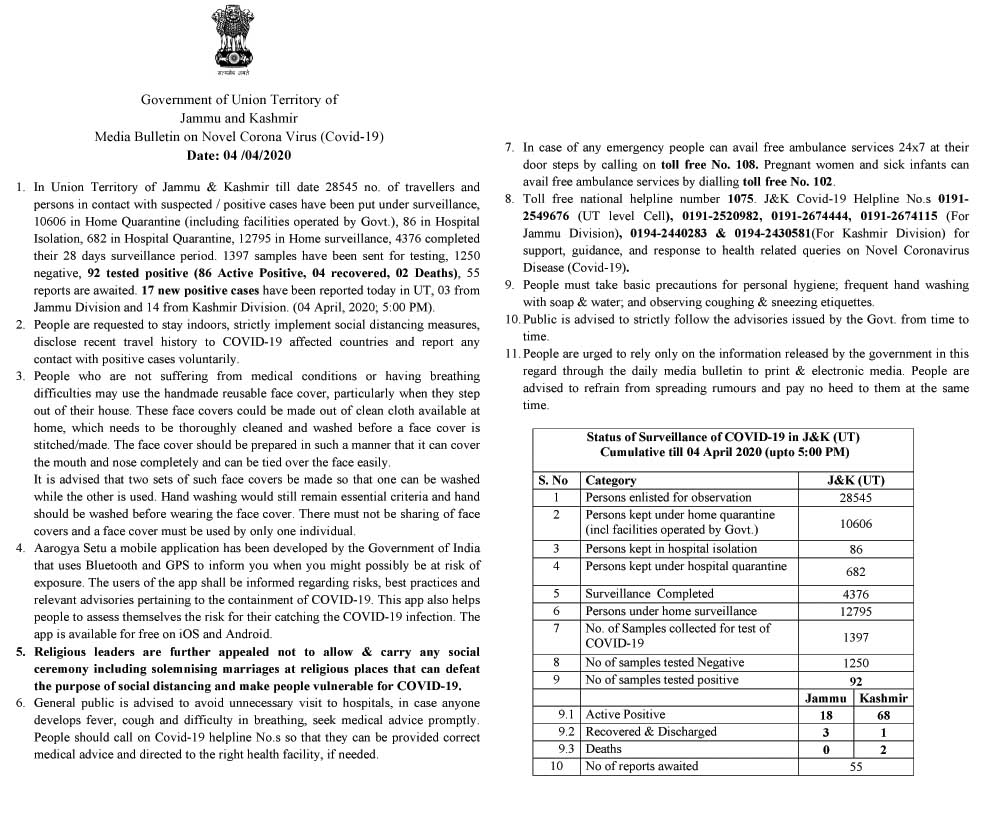 सत्यमेव जयते
Government of Union Territory of
Jammu and Kashmir
Media Bulletin on Novel Corona Virus (Covid-19)
Date: 04 /04/2020
1. In Union Territory of Jammu & Kashmir till date 28545 no. of travellers and
persons in contact with suspected / positive cases have been put under surveillance,
10606 in Home Quarantine (including facilities operated by Govt.), 86 in Hospital
Isolation, 682 in Hospital Quarantine, 12795 in Home surveillance, 4376 completed
their 28 days surveillance period. 1397 samples have been sent for testing, 1250
negative, 92 tested positive (86 Active Positive, 04 recovered, 02 Deaths), 55
reports are awaited. 17 new positive cases have been reported today in UT, 03 from
Jammu Division and 14 from Kashmir Division. (04 April, 2020; 5:00 PM).
2. People are requested to stay indoors, strictly implement social distancing measures,
disclose recent travel history to COVID-19 affected countries and report any
contact with positive cases voluntarily.
3. People who are not suffering from medical conditions or having breathing
difficulties may use the handmade reusable face cover, particularly when they step
out of their house. These face covers could be made out of clean cloth available at
home, which needs to be thoroughly cleaned and washed before a face cover is
stitched/made. The face cover should be prepared in such a manner that it can cover
the mouth and nose completely and can be tied over the face easily.
It is advised that two sets of such face covers be made so that one can be washed
while the other is used. Hand washing would still remain essential criteria and hand
should be washed before wearing the face cover. There must not be sharing of face
covers and a face cover must be used by only one individual.
4. Aarogya Setu a mobile application has been developed by the Government of India
that uses Bluetooth and GPS to inform you when you might possibly be at risk of
exposure. The users of the app shall be informed regarding risks, best practices and
relevant advisories pertaining to the containment of COVID-19. This app also helps
people to assess themselves the risk for their catching the COVID-19 infection. The
app is available for free on iOS and Android.
5. Religious leaders are further appealed not to allow & carry any social
ceremony including solemnising marriages at religious places that can defeat
the purpose of social distancing and make people vulnerable for COVID-19.
6. General public is advised to avoid unnecessary visit to hospitals, in case anyone
develops fever, cough and difficulty in breathing, seek medical advice promptly.
People should call on Covid-19 helpline No.s so that they can be provided correct
medical advice and directed to the right health facility, if needed.
7. In case of any emergency people can avail free ambulance services 24x7 at their
door steps by calling on toll free No. 108. Pregnant women and sick infants can
avail free ambulance services by dialling toll free No. 102.
8. Toll free national helpline number 1075. J&K Covid-19 Helpline No.s 0191-
2549676 (UT level Cell), 0191-2520982, 0191-2674444, 0191-2674115 (For
Jammu Division), 0194-2440283 & 0194-2430581(For Kashmir Division) for
support, guidance, and response to health related queries on Novel Coronavirus
Disease (Covid-19).
9. People must take basic precautions for personal hygiene; frequent hand washing
with soap & water; and observing coughing & sneezing etiquettes.
10. Public is advised to strictly follow the advisories issued by the Govt. from time to
time.
11. People are urged to rely only on the information released by the government in this
regard through the daily media bulletin to print & electronic media. People are
advised to refrain from spreading rumours and pay no heed to them at the same
time.
Status of Surveillance of COVID-19 in J&K (UT)
Cumulative till 04 April 2020 (upto 5:00 PM)
S. No Category J&K (UT)
1 Persons enlisted for observation 28545
2 Persons kept under home quarantine
(incl facilities operated by Govt.) 10606
3 Persons kept in hospital isolation 86
4 Persons kept under hospital quarantine 682
5 Surveillance Completed 4376
6 Persons under home surveillance 12795
7 No. of Samples collected for test of
COVID-19 1397
8 No of samples tested Negative 1250
9 No of samples tested positive 92
Jammu Kashmir
9.1 Active Positive 18 68
9.2 Recovered & Discharged 3 1
9.3 Deaths 0 2
10 No of reports awaited 55